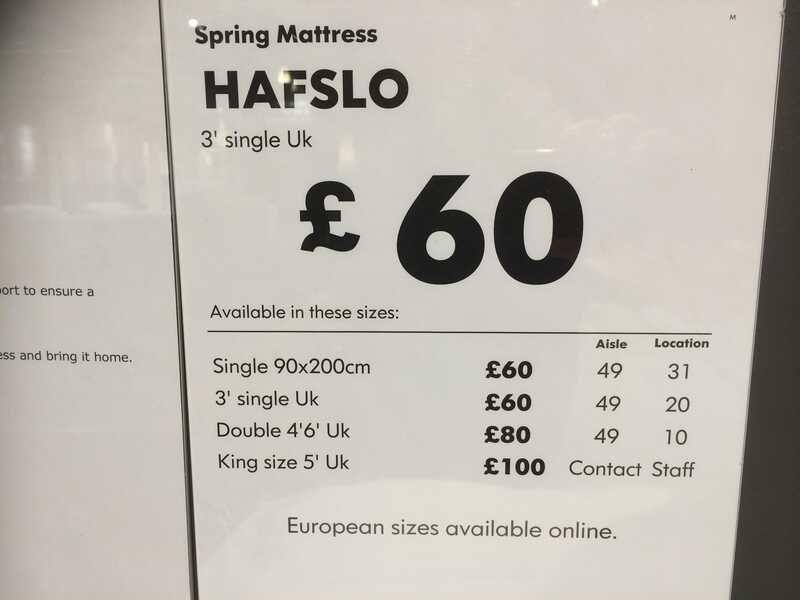 M
Spring Mattress
HAFSLO
3' single Uk
£60
ort to ensure a
ess and bring it home.
Available in these sizes:
Aisle Location
Single 90x200cm £60 49 31
3' single Uk £60 49 20
Double 4'6' Uk £80 49 10
King size 5' Uk £100 Contact Staff
European sizes available online.